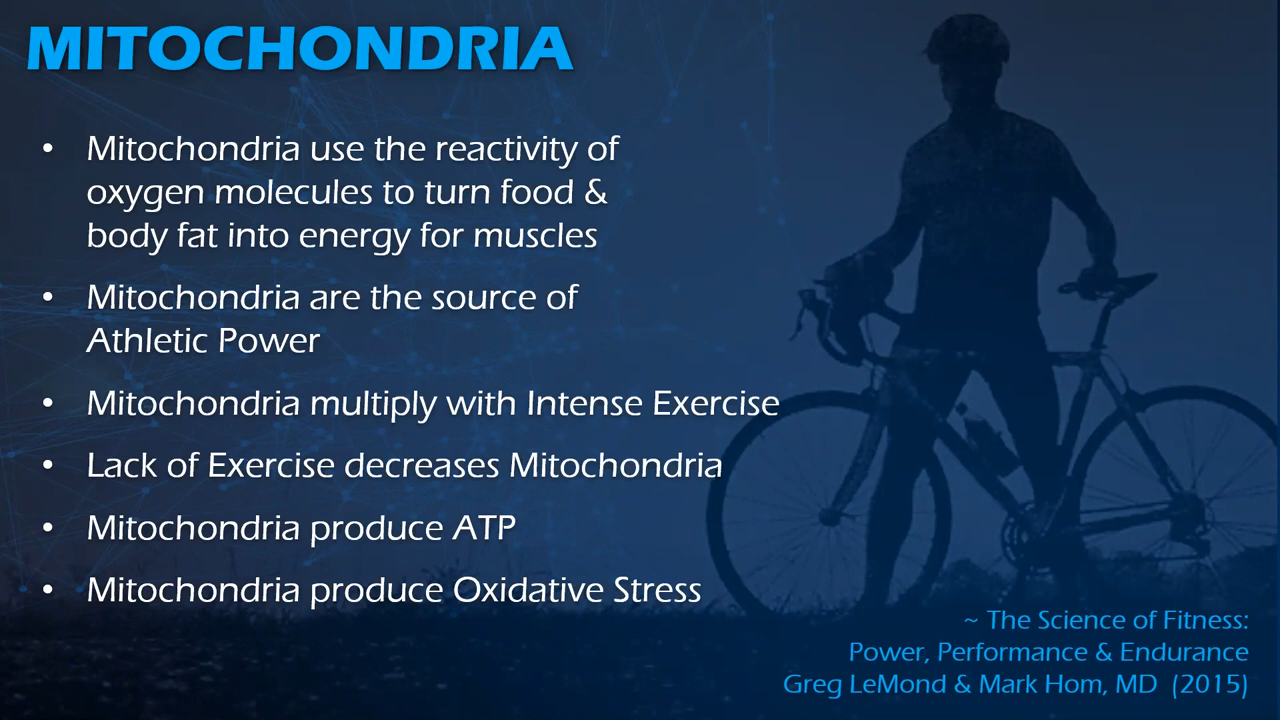 MITOCHONDRIA
• Mitochondria use the reactivity of
oxygen molecules to turn food &
body fat into energy for muscles
• Mitochondria are the source of
Athletic Power
• Mitochondria multiply with Intense Exercise
• Lack of Exercise decreases Mitochondria
• Mitochondria produce ATP
• Mitochondria produce Oxidative Stress
~ The Science of Fitness:
Power, Performance & Endurance
Greg LeMond & Mark Hom, MD (2015)